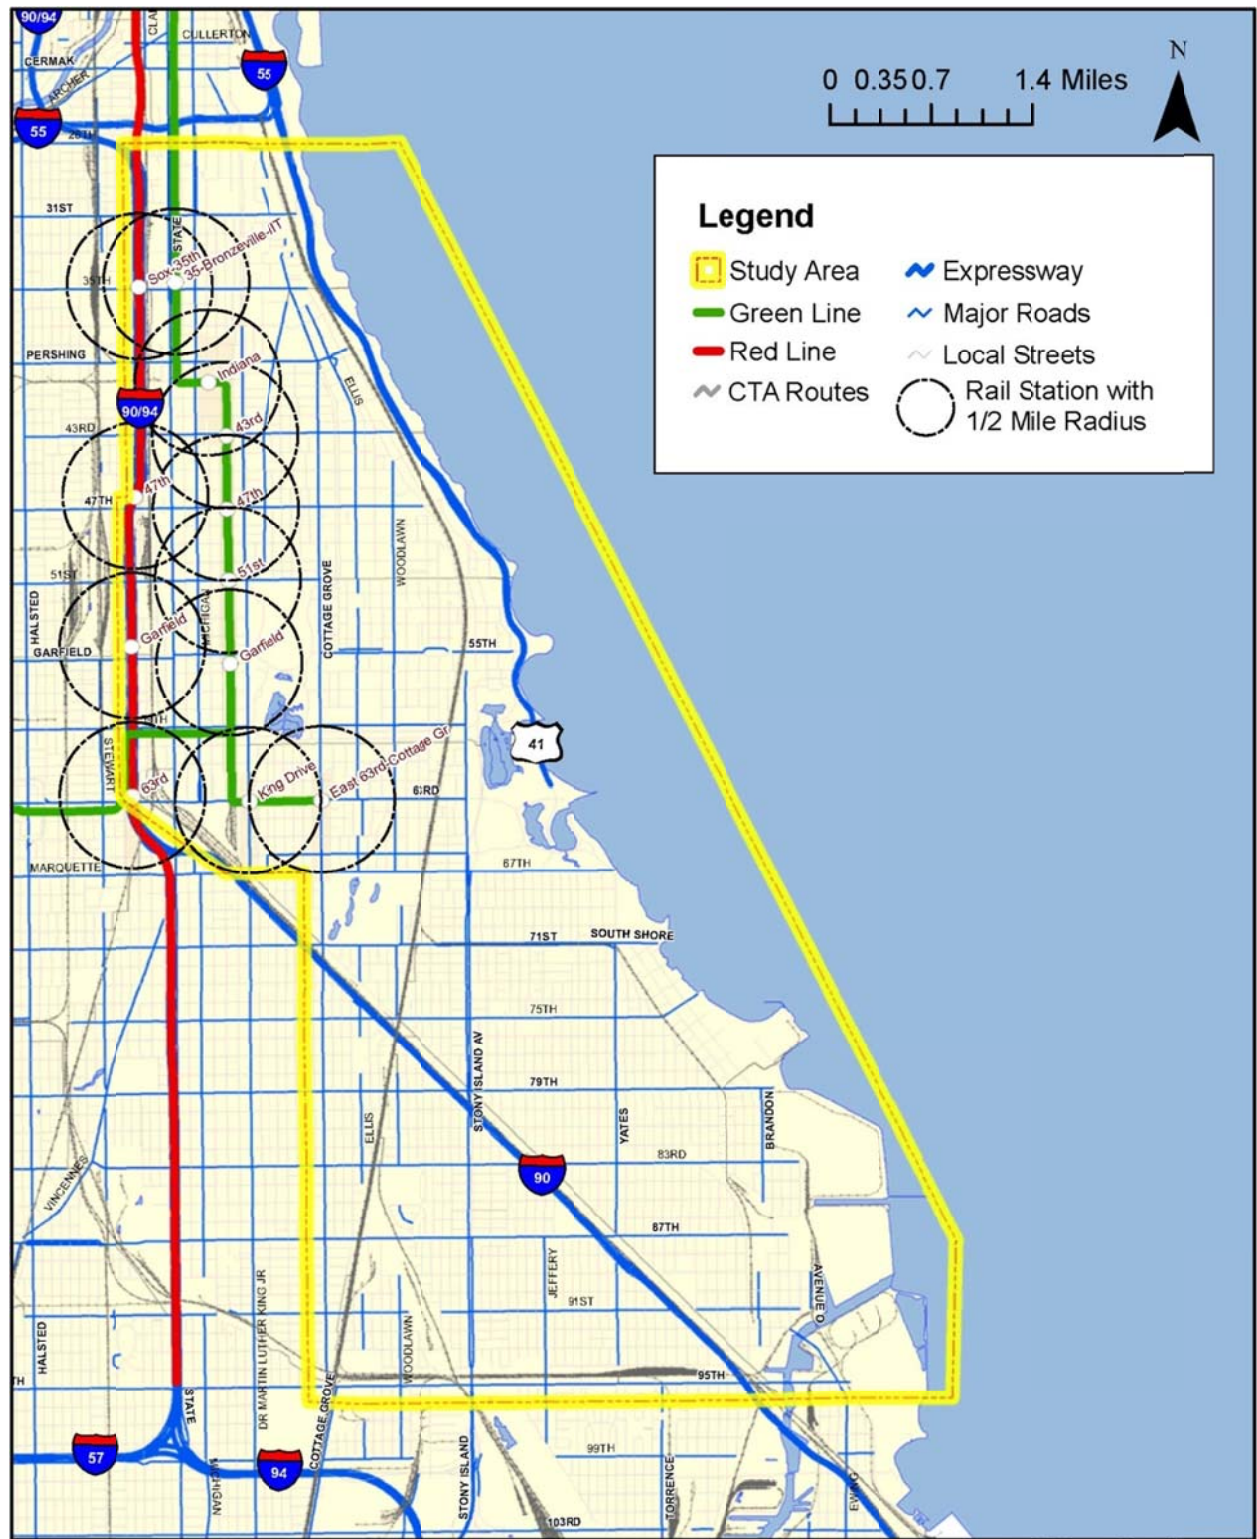 90/94
CLA
CULLERTON
CERMAK
ARCHER
55
55
26TH
N
0 0.35 0.7 1.4 Miles
Legend
Study Area
Expressway
Green Line
Major Roads
Red Line
Local Streets
CTA Routes
Rail Station with
1/2 Mile Radius
31ST
STATE
Sox-35th
35-Bronzeville-IIT
35TH
PERSHING
Indiana
ELLIS
90/94
43RD
43rd
47TH
47th
47th
WOODLAWN
51ST
51st
HALSTED
MICHIGAN
COTTAGE GROVE
GARFIELD
Garfield
Garfield
55TH
41
STEWART
63rd
King Drive
East 63rd-Cottage Gr
63RD
MARQUETTE
67TH
71ST
SOUTH SHORE
75TH
STONY ISLAND AV
79TH
ELLIS
YATES
BRANDON
83RD
VINCENNES
90
87TH
JEFFERY
AVENUE O
91ST
HALSTED
DR MARTIN LUTHER KING JR
WOODLAWN
95TH
TH
STATE
COTTAGE GROVE
57
94
MICHIGAN
STONY ISLAND
99TH
TORRENCE
EWING
103RD